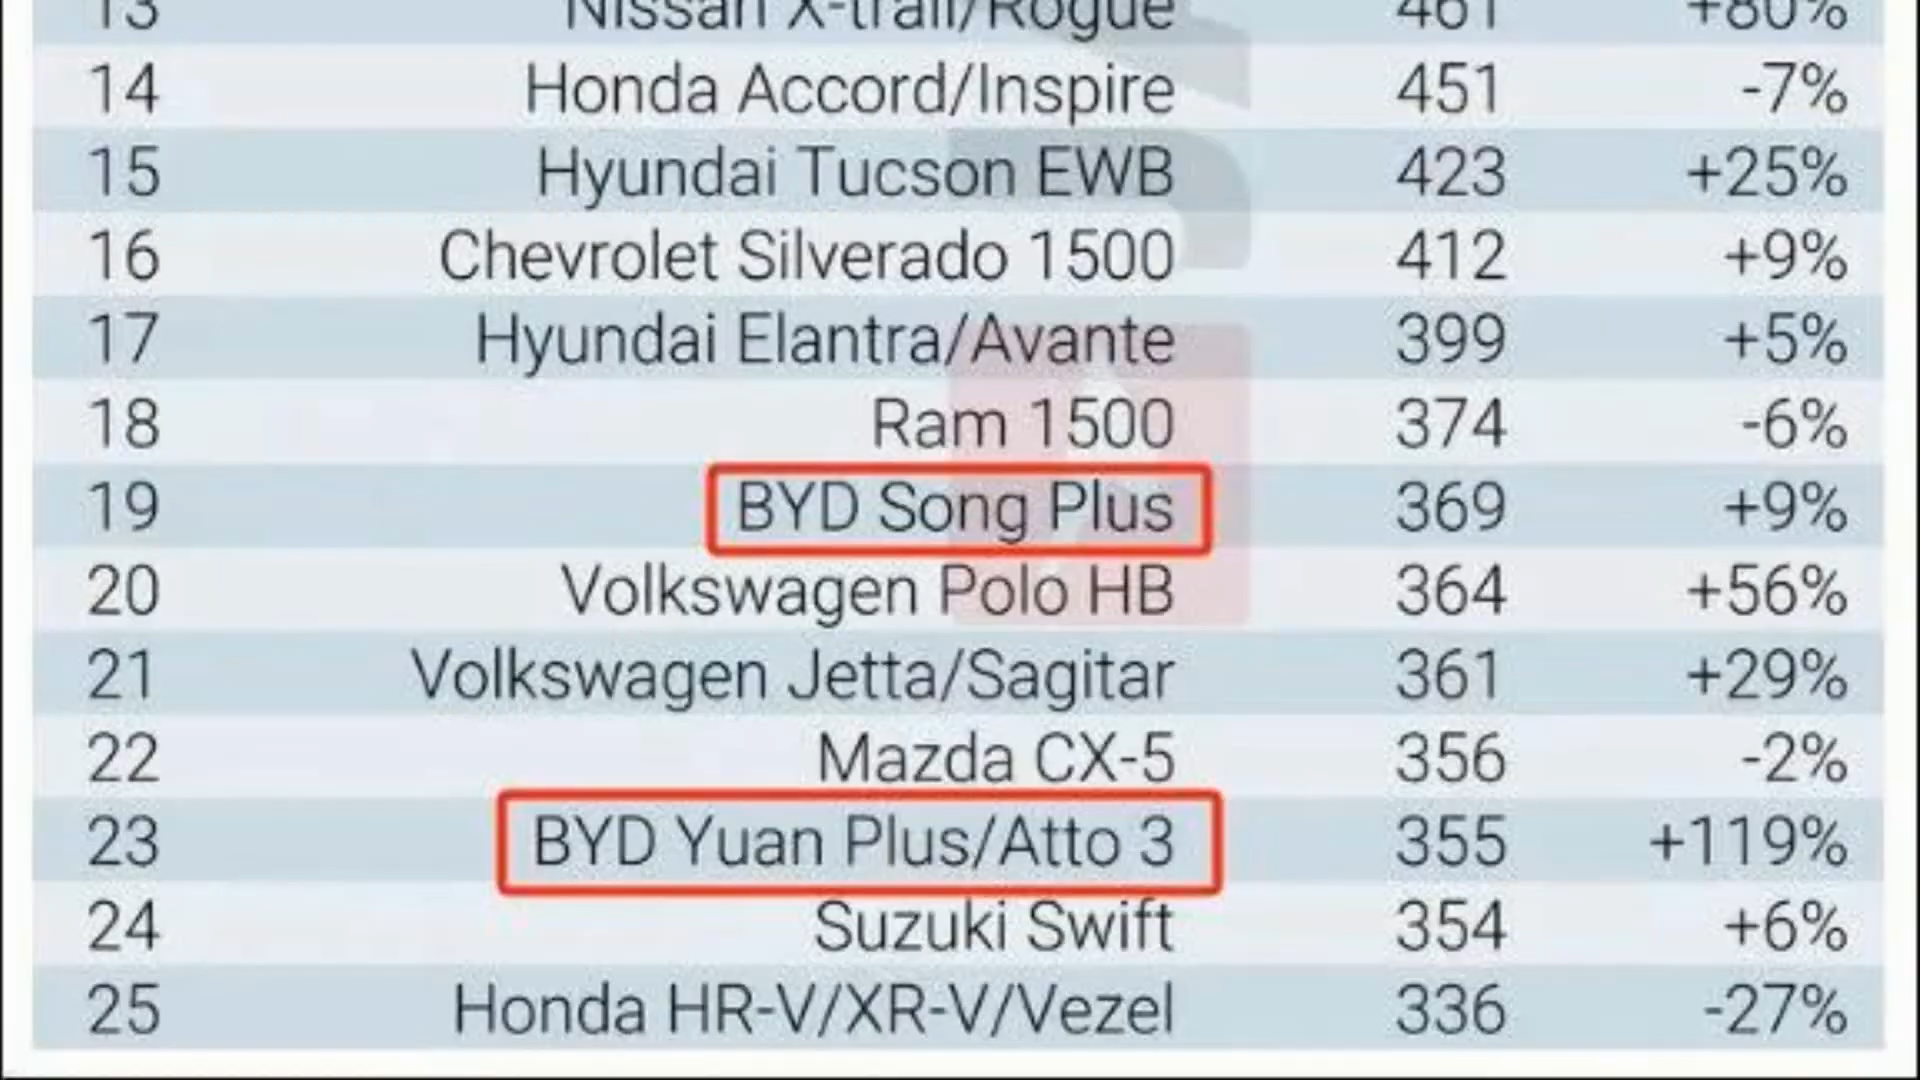 13 Nissan X-trail/Rogue 461 +80%
14 Honda Accord/Inspire 451 -7%
15 Hyundai Tucson EWB 423 +25%
16 Chevrolet Silverado 1500 412 +9%
17 Hyundai Elantra/Avante 399 +5%
18 Ram 1500 374 -6%
19 BYD Song Plus 369 +9%
20 Volkswagen Polo HB 364 +56%
21 Volkswagen Jetta/Sagitar 361 +29%
22 Mazda CX-5 356 -2%
23 BYD Yuan Plus/Atto 3 355 +119%
24 Suzuki Swift 354 +6%
25 Honda HR-V/XR-V/Vezel 336 -27%